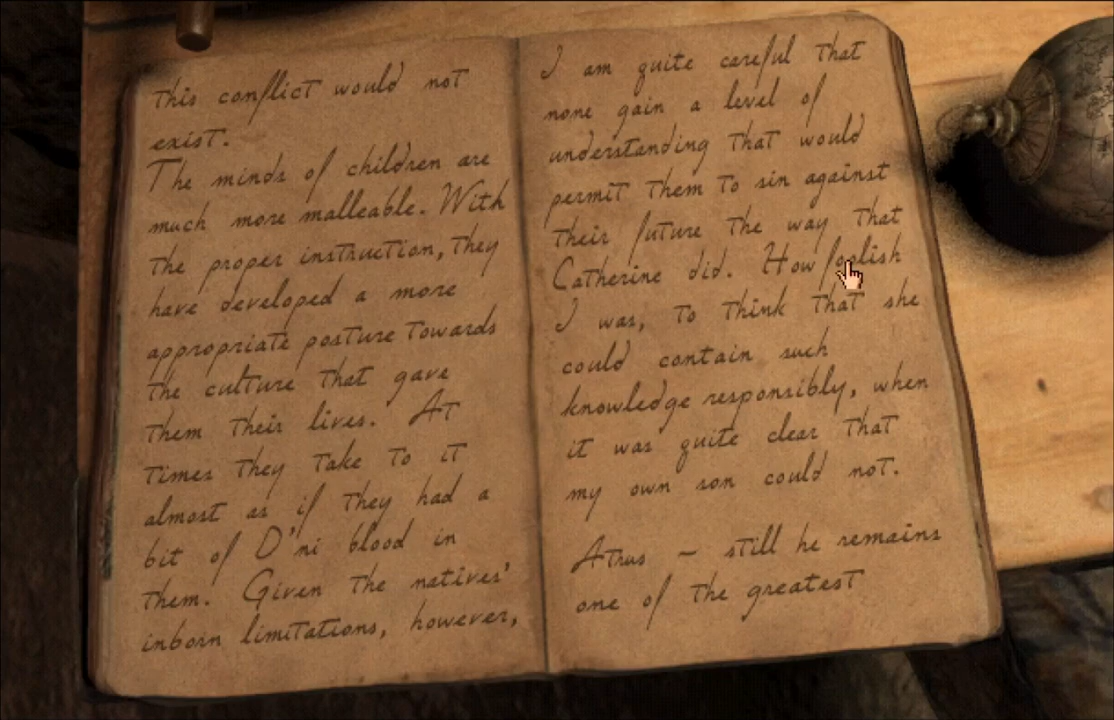 this conflict would not
exist.
The minds of children are
much more malleable. With
the proper instruction, they
have developed a more
appropriate posture towards
the culture that gave
them their lives. At
times they take to it
almost as if they had a
bit of D'ni blood in
them. Given the natives'
inborn limitations, however,
I am quite careful that
none gain a level of
understanding that would
permit them to sin against
their future the way that
Catherine did. How foolish
I was, to think that she
could contain such
knowledge responsibly, when
it was quite clear that
my own son could not.
Atrus – still he remains
one of the greatest